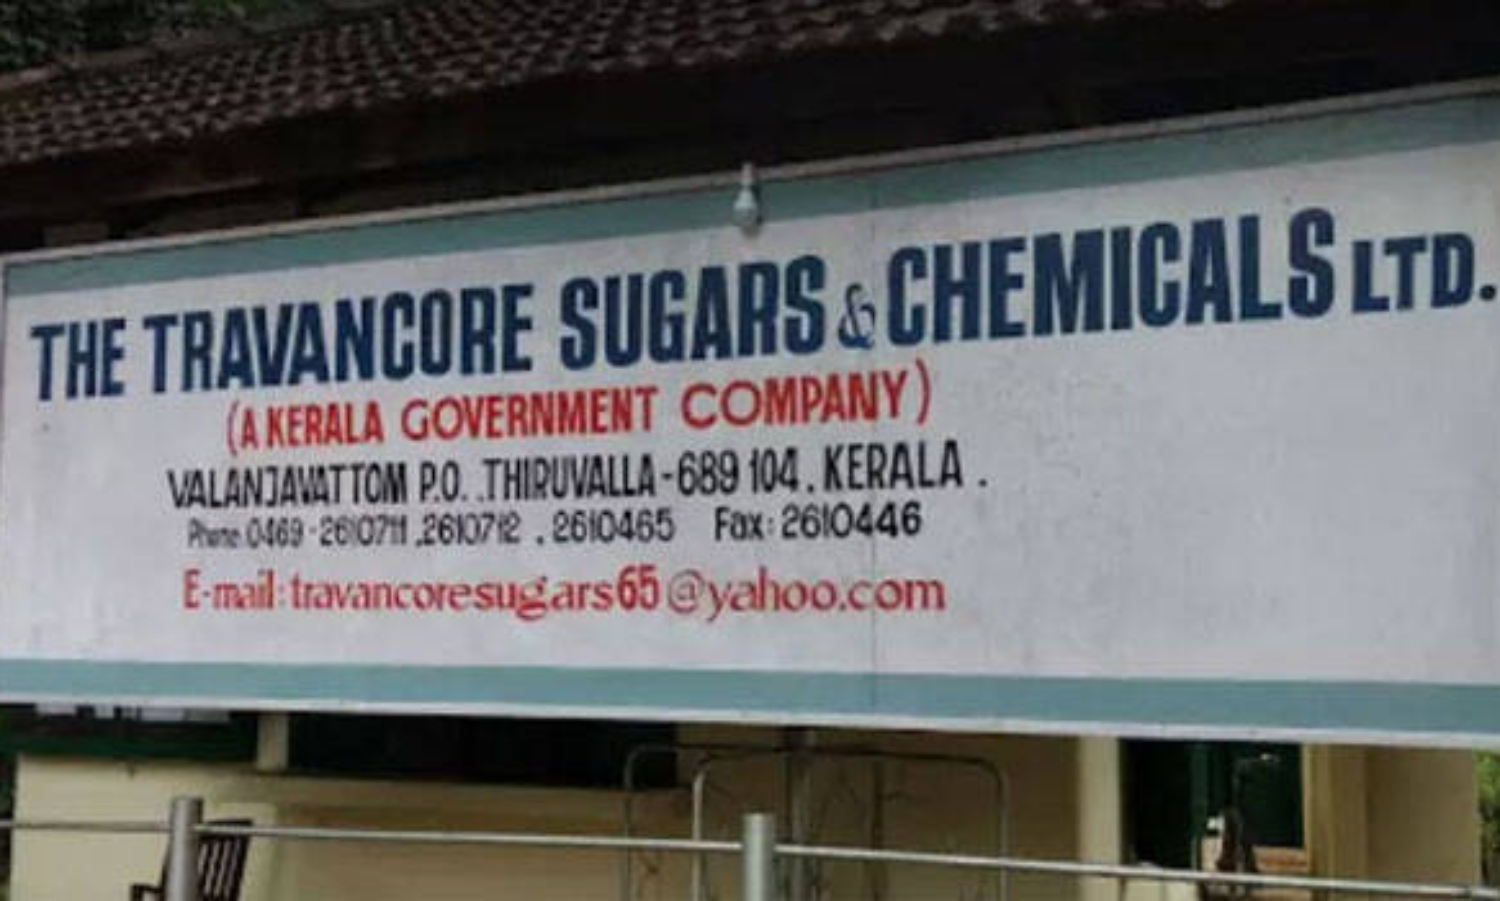 THE TRAVANCORE SUGARS & CHEMICALS LTD.
(A KERALA GOVERNMENT COMPANY)
VALANJAVATTOM P.O. .THIRUVALLA-689 104. KERALA .
Phone:0469-2610711 ,2610712 , 2610465 Fax: 2610446
E-mail: travancoresugars65@yahoo.com